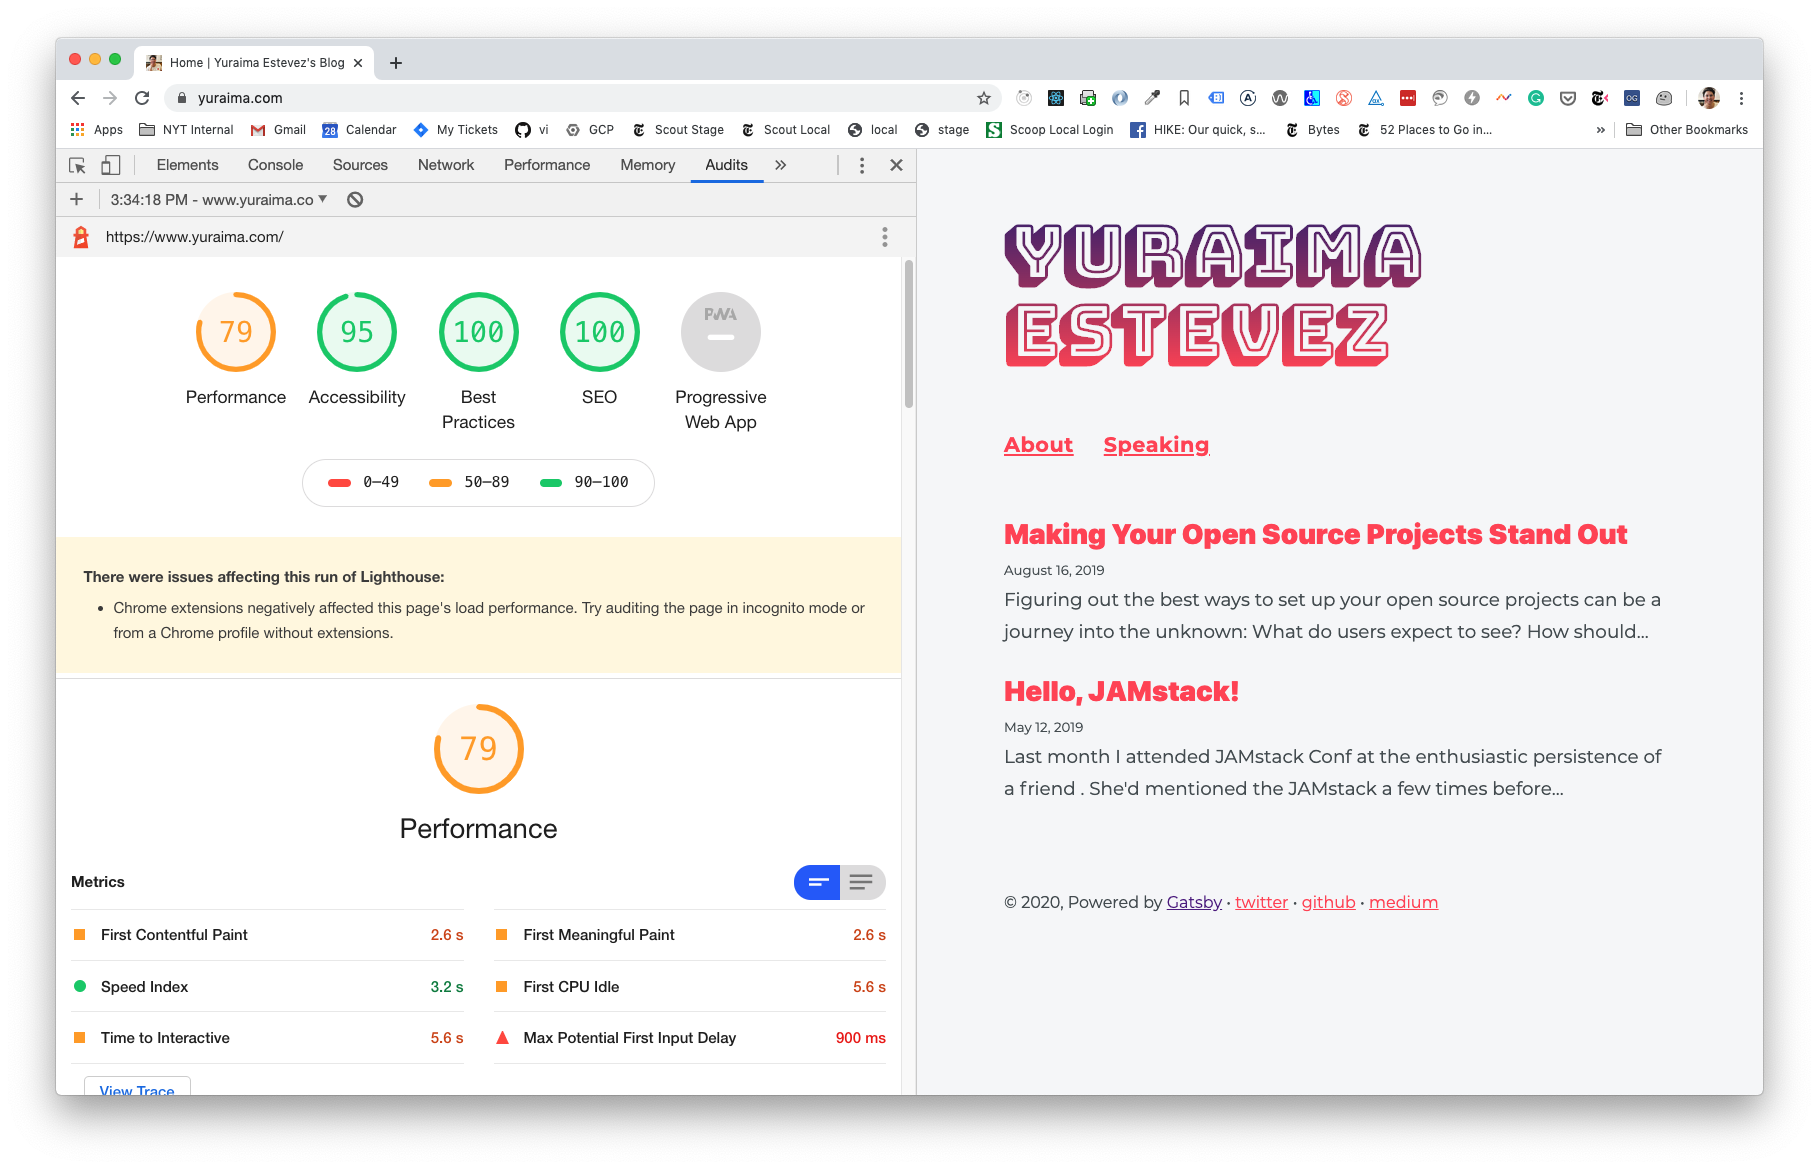 Home | Yuraima Estevez's Blog
yuraima.com
Apps NYT Internal Gmail 28 Calendar My Tickets vi GCP Scout Stage Scout Local local stage Scoop Local Login HIKE: Our quick, s... Bytes 52 Places to Go in... » Other Bookmarks
Elements Console Sources Network Performance Memory Audits »
3:34:18 PM - www.yuraima.co
https://www.yuraima.com/
79 95 100 100 PWA
Performance Accessibility Best Practices SEO Progressive Web App
0–49 50–89 90–100
There were issues affecting this run of Lighthouse:
• Chrome extensions negatively affected this page's load performance. Try auditing the page in incognito mode or
from a Chrome profile without extensions.
79
Performance
Metrics
First Contentful Paint 2.6 s
First Meaningful Paint 2.6 s
Speed Index 3.2 s
First CPU Idle 5.6 s
Time to Interactive 5.6 s
Max Potential First Input Delay 900 ms
View Trace
YURAIMA
ESTEVEZ
About Speaking
Making Your Open Source Projects Stand Out
August 16, 2019
Figuring out the best ways to set up your open source projects can be a
journey into the unknown: What do users expect to see? How should...
Hello, JAMstack!
May 12, 2019
Last month I attended JAMstack Conf at the enthusiastic persistence of
a friend . She'd mentioned the JAMstack a few times before...
© 2020, Powered by Gatsby • twitter • github • medium